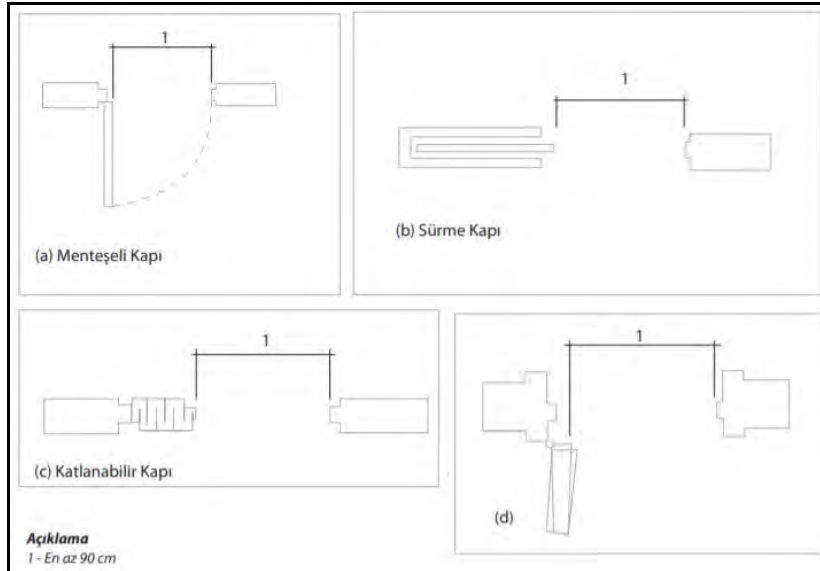 1
(a) Menteşeli Kapı
1
(b) Sürme Kapı
1
(c) Katlanabilir Kapı
1
(d)
Açıklama
1 - En az 90 cm